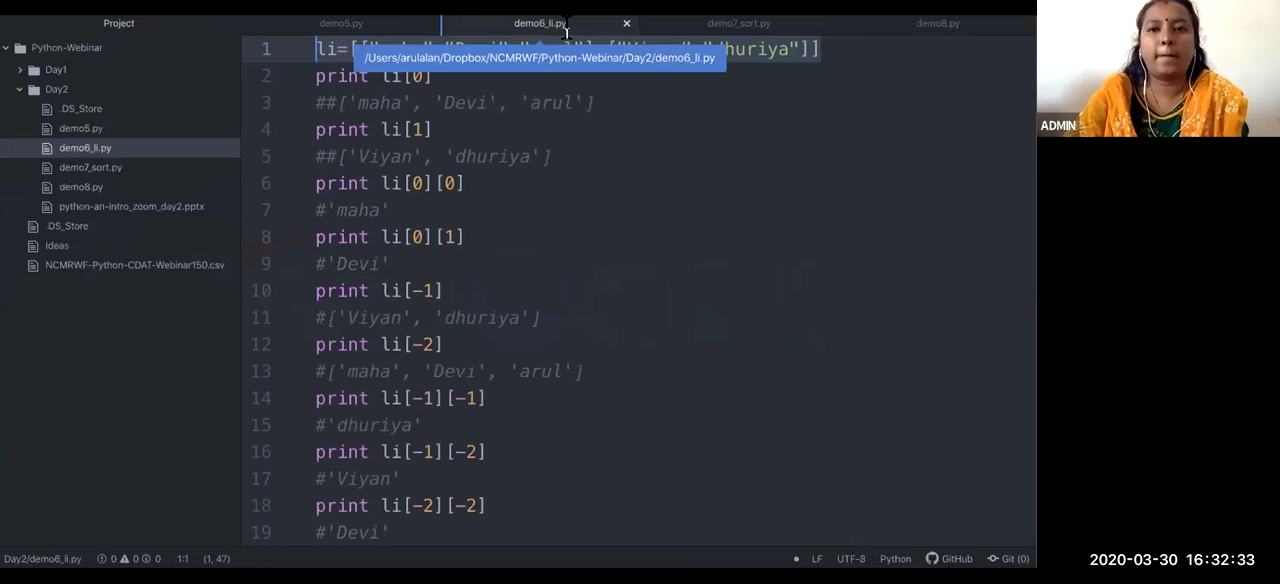 Project
demo5.py
demo6_li.py
demo7_sort.py
demo8.py
Python-Webinar
Day1
Day2
.DS_Store
demo5.py
demo6_li.py
demo7_sort.py
demo8.py
python-an-intro_zoom_day2.pptx
.DS_Store
Ideas
NCMRWF-Python-CDAT-Webinar150.csv
1 li=[ huriya"]]
/Users/arulalan/Dropbox/NCMRWF/Python-Webinar/Day2/demo6_li.py
2 print li[0]
3 ##['maha', 'Devi', 'arul']
4 print li[1]
5 ##['Viyan', 'dhuriya']
6 print li[0][0]
7 #'maha'
8 print li[0][1]
9 #'Devi'
10 print li[-1]
11 #['Viyan', 'dhuriya']
12 print li[-2]
13 #['maha', 'Devi', 'arul']
14 print li[-1][-1]
15 #'dhuriya'
16 print li[-1][-2]
17 #'Viyan'
18 print li[-2][-2]
19 #'Devi'
Day2/demo6_li.py 0 0 0 1:1 (1, 47) LF UTF-8 Python GitHub Git (0)
ADMIN
2020-03-30 16:32:33